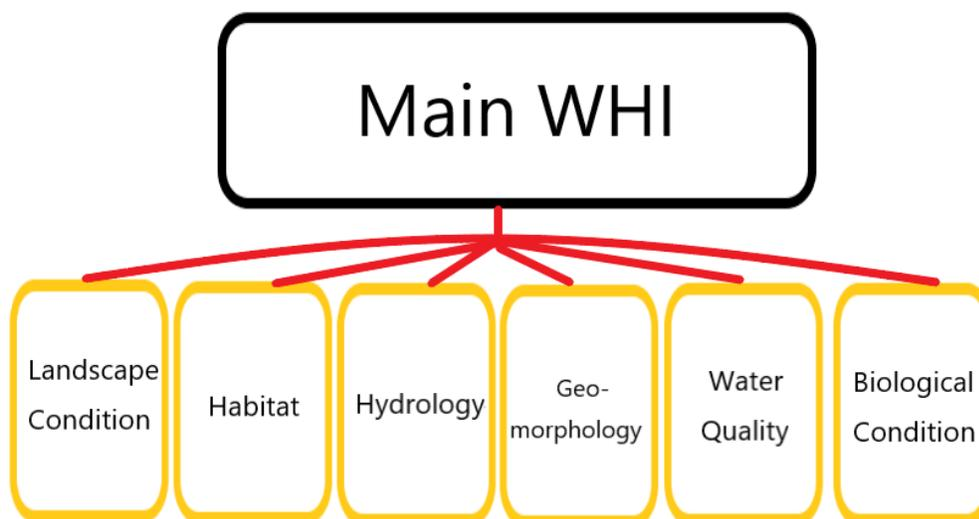 Main WHI
Landscape
Condition
Habitat
Hydrology
Geo-
morphology
Water
Quality
Biological
Condition